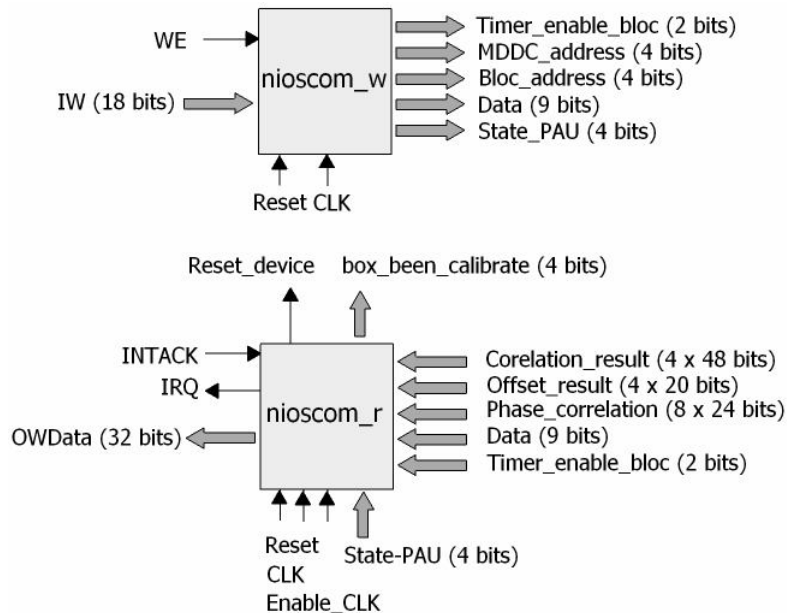 Timer_enable_bloc (2 bits)
WE
MDDC_address (4 bits)
nioscom_w
Bloc_address (4 bits)
IW (18 bits)
Data (9 bits)
State_PAU (4 bits)
Reset CLK
Reset_device
box_been_calibrate (4 bits)
INTACK
Corelation_result (4 x 48 bits)
IRQ
Offset_result (4 x 20 bits)
nioscom_r
Phase_correlation (8 x 24 bits)
OWData (32 bits)
Data (9 bits)
Timer_enable_bloc (2 bits)
Reset
State-PAU (4 bits)
CLK
Enable_CLK